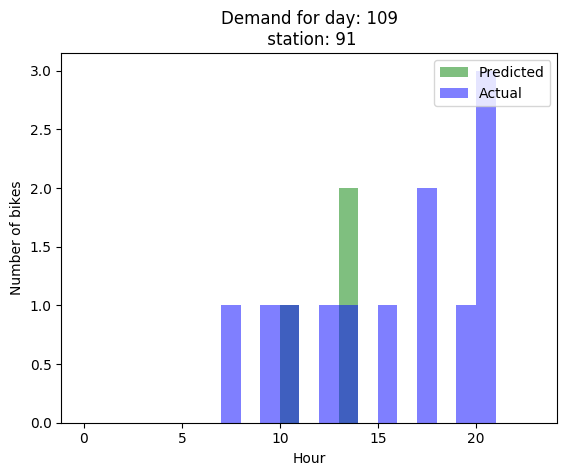 Demand for day: 109
station: 91
Predicted
Actual
3.0
2.5
2.0
1.5
1.0
0.5
0.0
Number of bikes
0 5 10 15 20
Hour